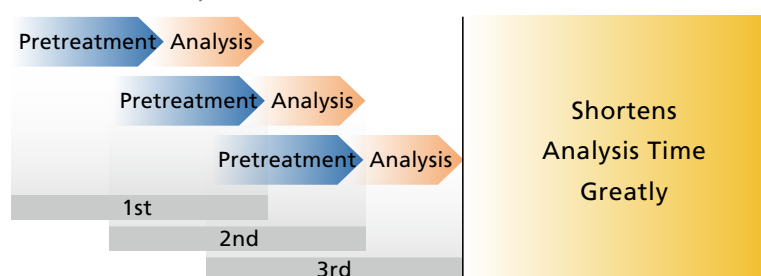 Pretreatment Analysis
Pretreatment Analysis
Pretreatment Analysis
1st
2nd
3rd
Shortens
Analysis Time
Greatly